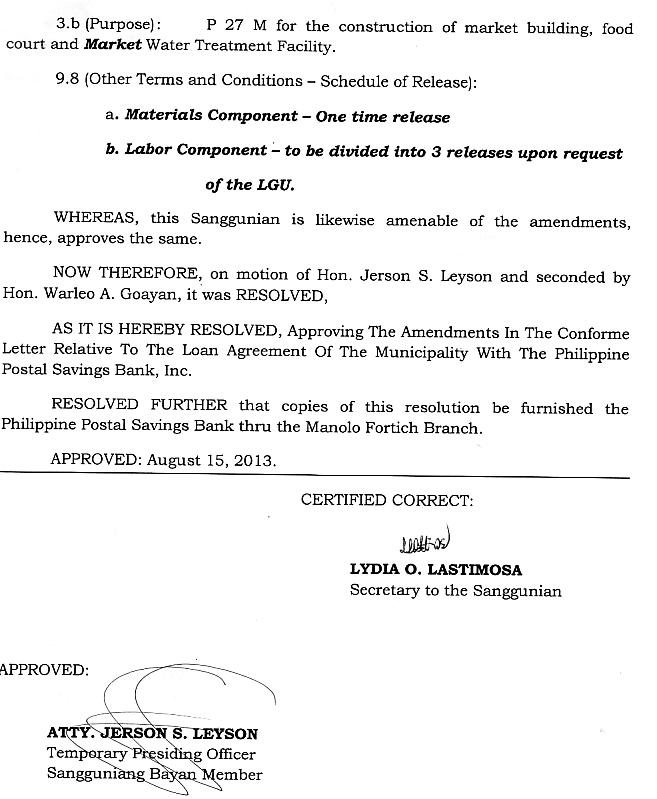 3.b (Purpose): P 27 M for the construction of market building, food
court and Market Water Treatment Facility.
9.8 (Other Terms and Conditions – Schedule of Release):
a. Materials Component – One time release
b. Labor Component – to be divided into 3 releases upon request
of the LGU.
WHEREAS, this Sanggunian is likewise amenable of the amendments,
hence, approves the same.
NOW THEREFORE, on motion of Hon. Jerson S. Leyson and seconded by
Hon. Warleo A. Goayan, it was RESOLVED,
AS IT IS HEREBY RESOLVED, Approving The Amendments In The Conforme
Letter Relative To The Loan Agreement Of The Municipality With The Philippine
Postal Savings Bank, Inc.
RESOLVED FURTHER that copies of this resolution be furnished the
Philippine Postal Savings Bank thru the Manolo Fortich Branch.
APPROVED: August 15, 2013.
CERTIFIED CORRECT:
LYDIA O. LASTIMOSA
Secretary to the Sanggunian
APPROVED:
ATTY. JERSON S. LEYSON
Temporary Presiding Officer
Sangguniang Bayan Member